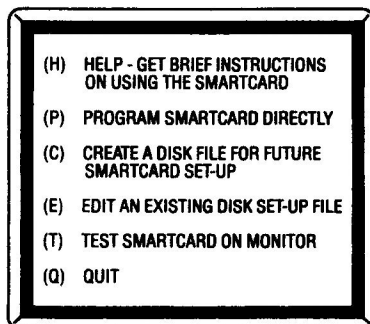 (H) HELP - GET BRIEF INSTRUCTIONS
ON USING THE SMARTCARD
(P) PROGRAM SMARTCARD DIRECTLY
(C) CREATE A DISK FILE FOR FUTURE
SMARTCARD SET-UP
(E) EDIT AN EXISTING DISK SET-UP FILE
(T) TEST SMARTCARD ON MONITOR
(Q) QUIT